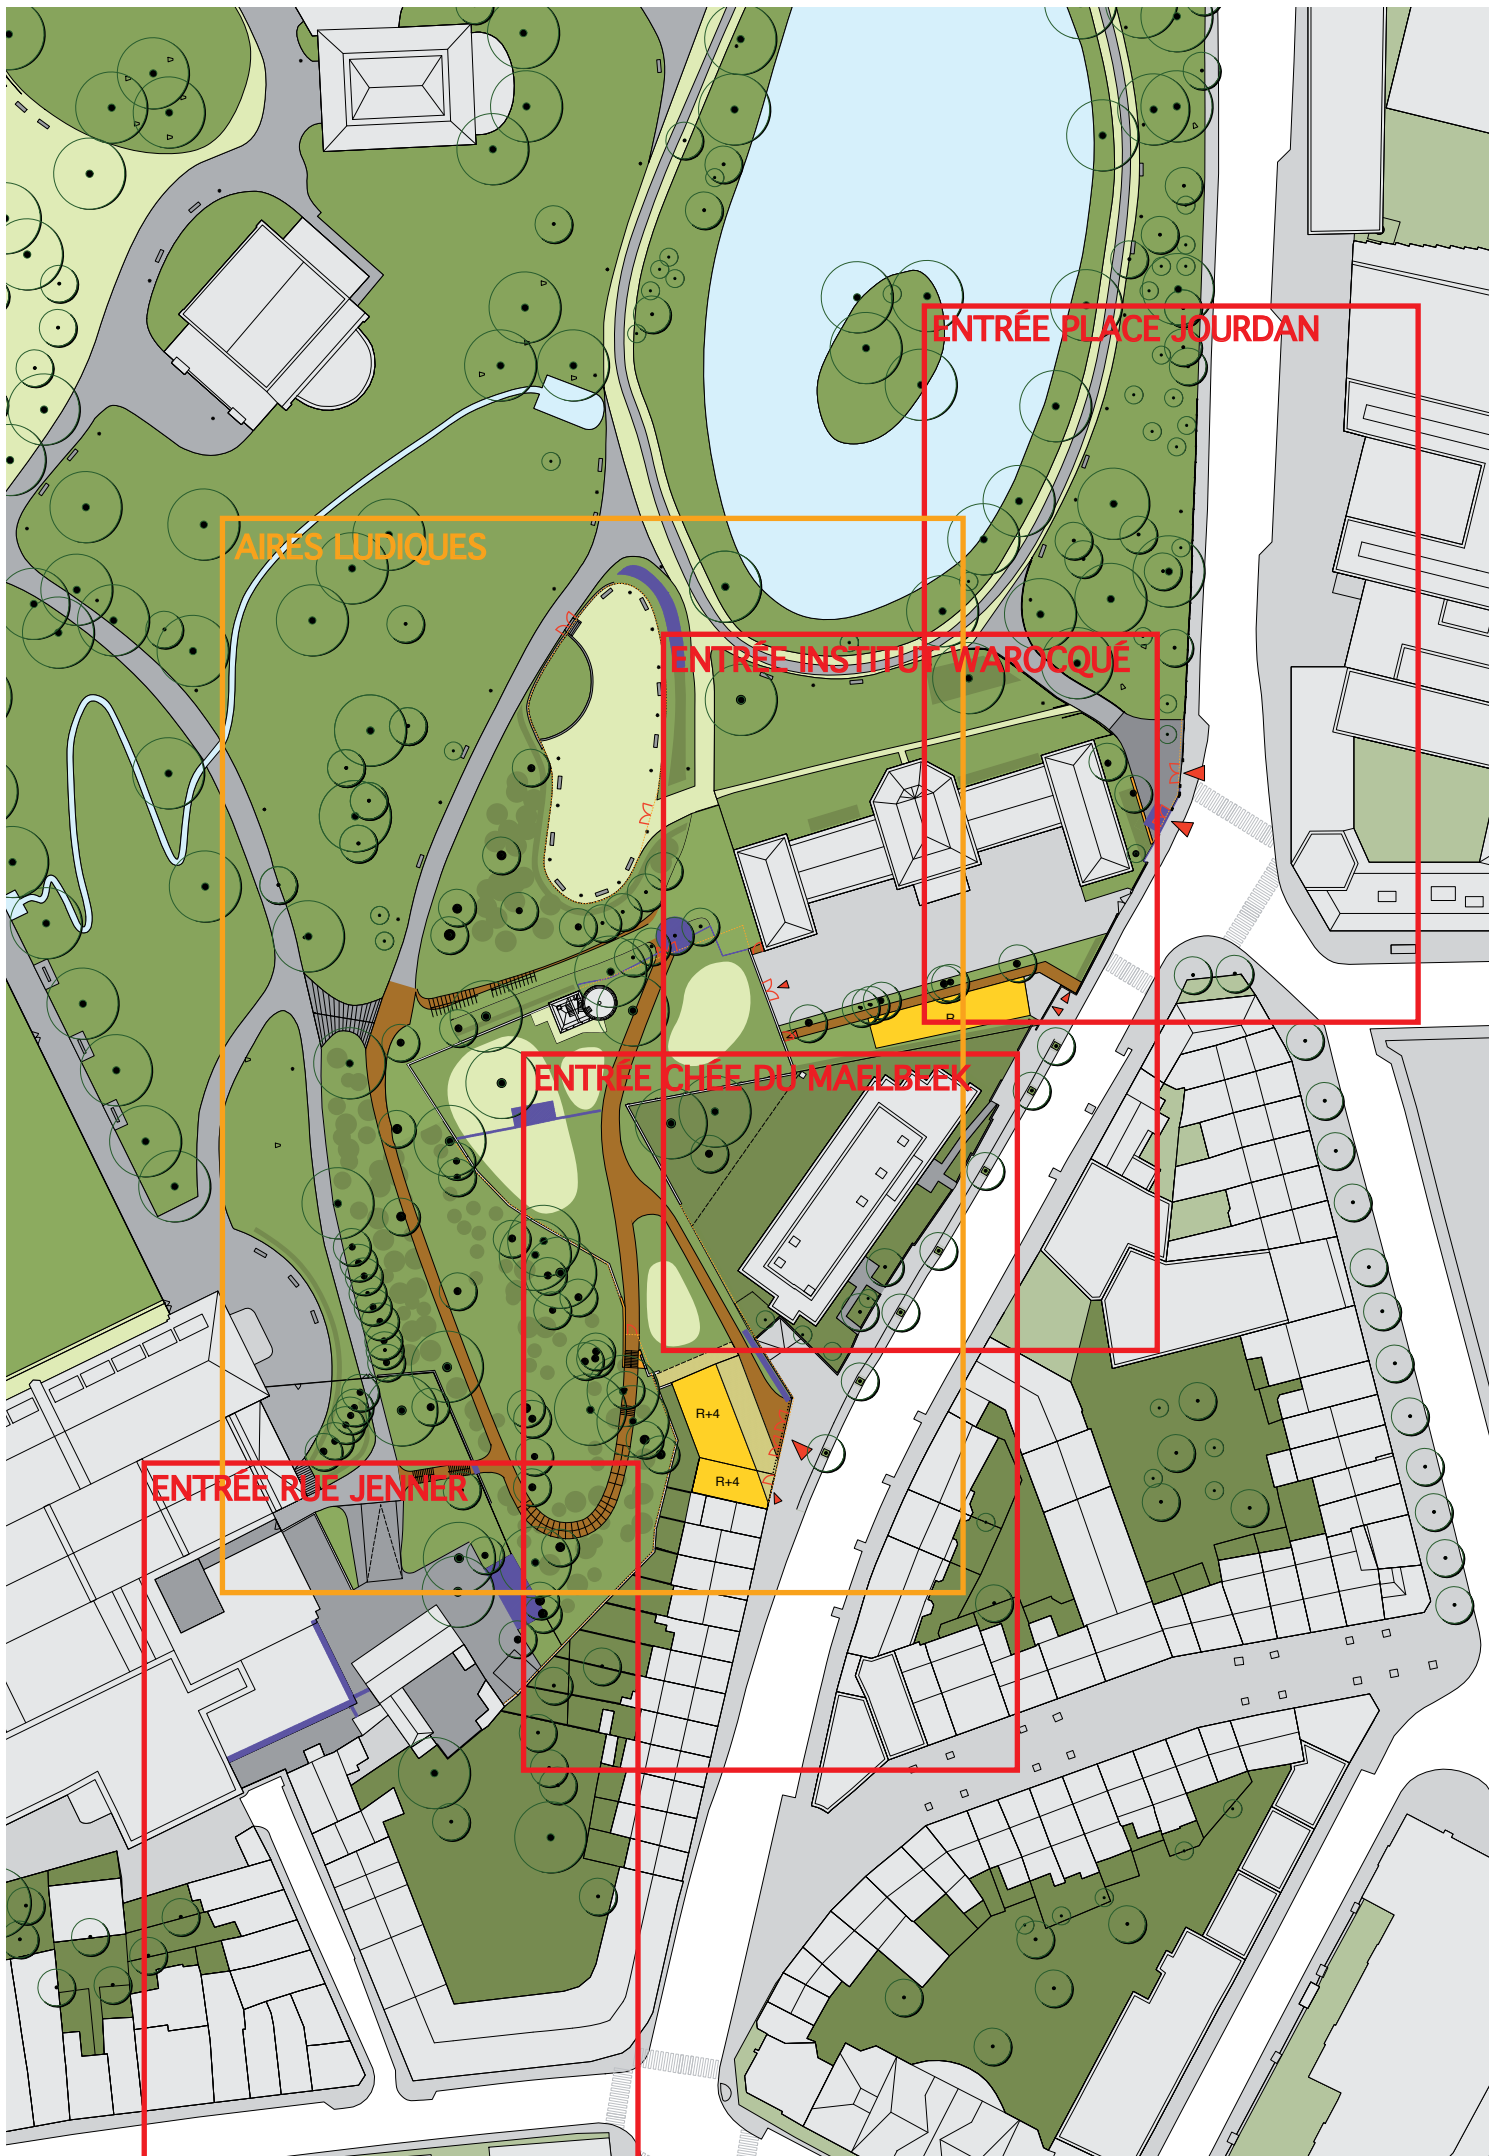 ENTRÉE PLACE JOURDAN
AIRES LUDIQUES
ENTRÉE INSTITUT WAROCQUÉ
R
ENTRÉE CHÉE DU MAELBEEK
R+4
R+4
ENTRÉE RUE JENNER